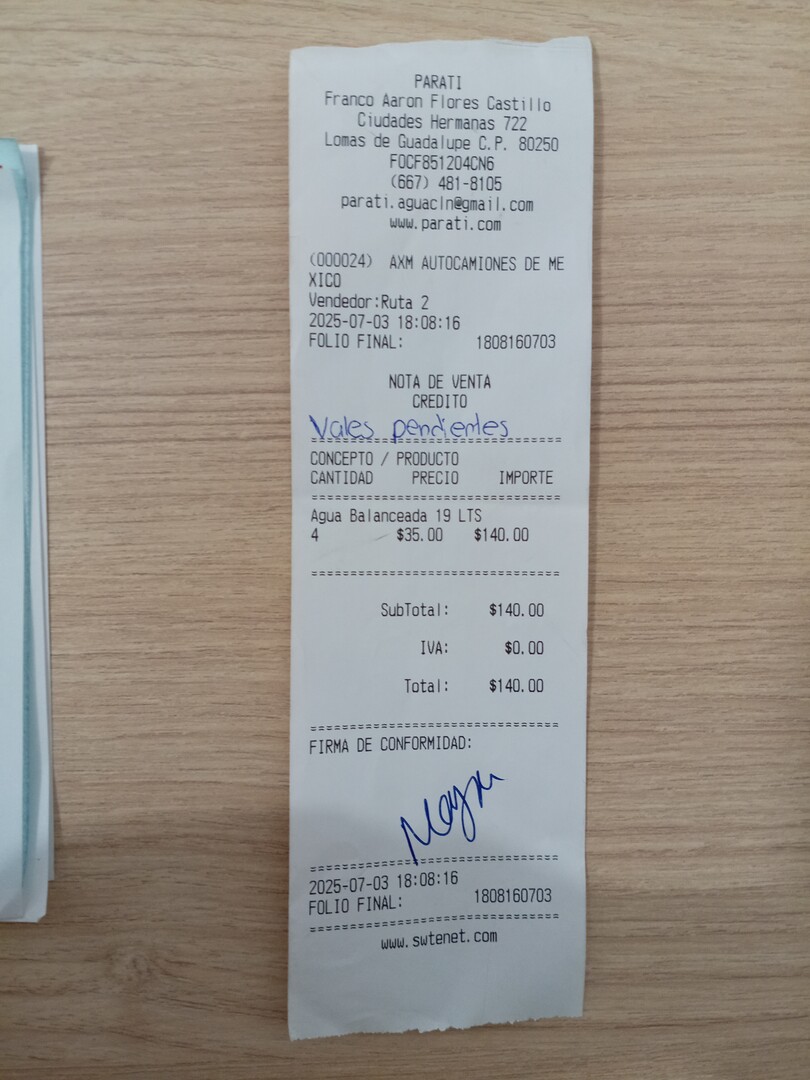 PARATI
Franco Aaron Flores Castillo
Ciudades Hermanas 722
Lomas de Guadalupe C.P. 80250
FOCF851204CN6
(667) 481-8105
parati.aguacln@gmail.com
www.parati.com
(000024) AXM AUTOCAMIONES DE ME
XICO
Vendedor:Ruta 2
2025-07-03 18:08:16
FOLIO FINAL: 1808160703
NOTA DE VENTA
CREDITO
Vales pendientes
==================================
CONCEPTO / PRODUCTO
CANTIDAD PRECIO IMPORTE
==================================
Agua Balanceada 19 LTS
4 $35.00 $140.00
==================================
SubTotal: $140.00
IVA: $0.00
Total: $140.00
==================================
FIRMA DE CONFORMIDAD:
==================================
2025-07-03 18:08:16
FOLIO FINAL: 1808160703
==================================
www.swtenet.com